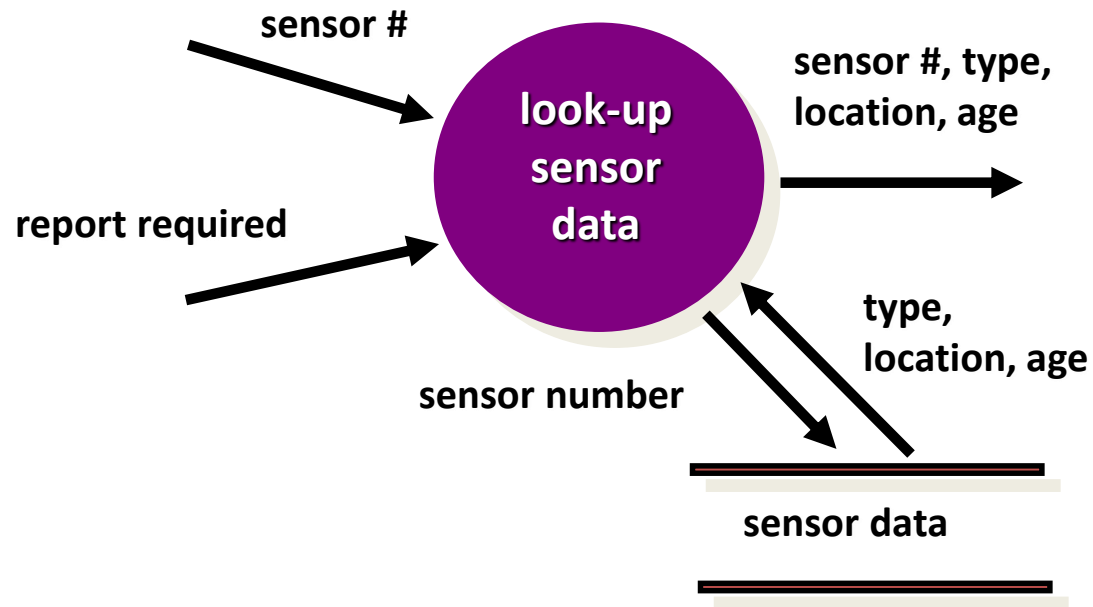 sensor #
look-up
sensor
data
sensor #, type,
location, age
report required
type,
location, age
sensor number
sensor data